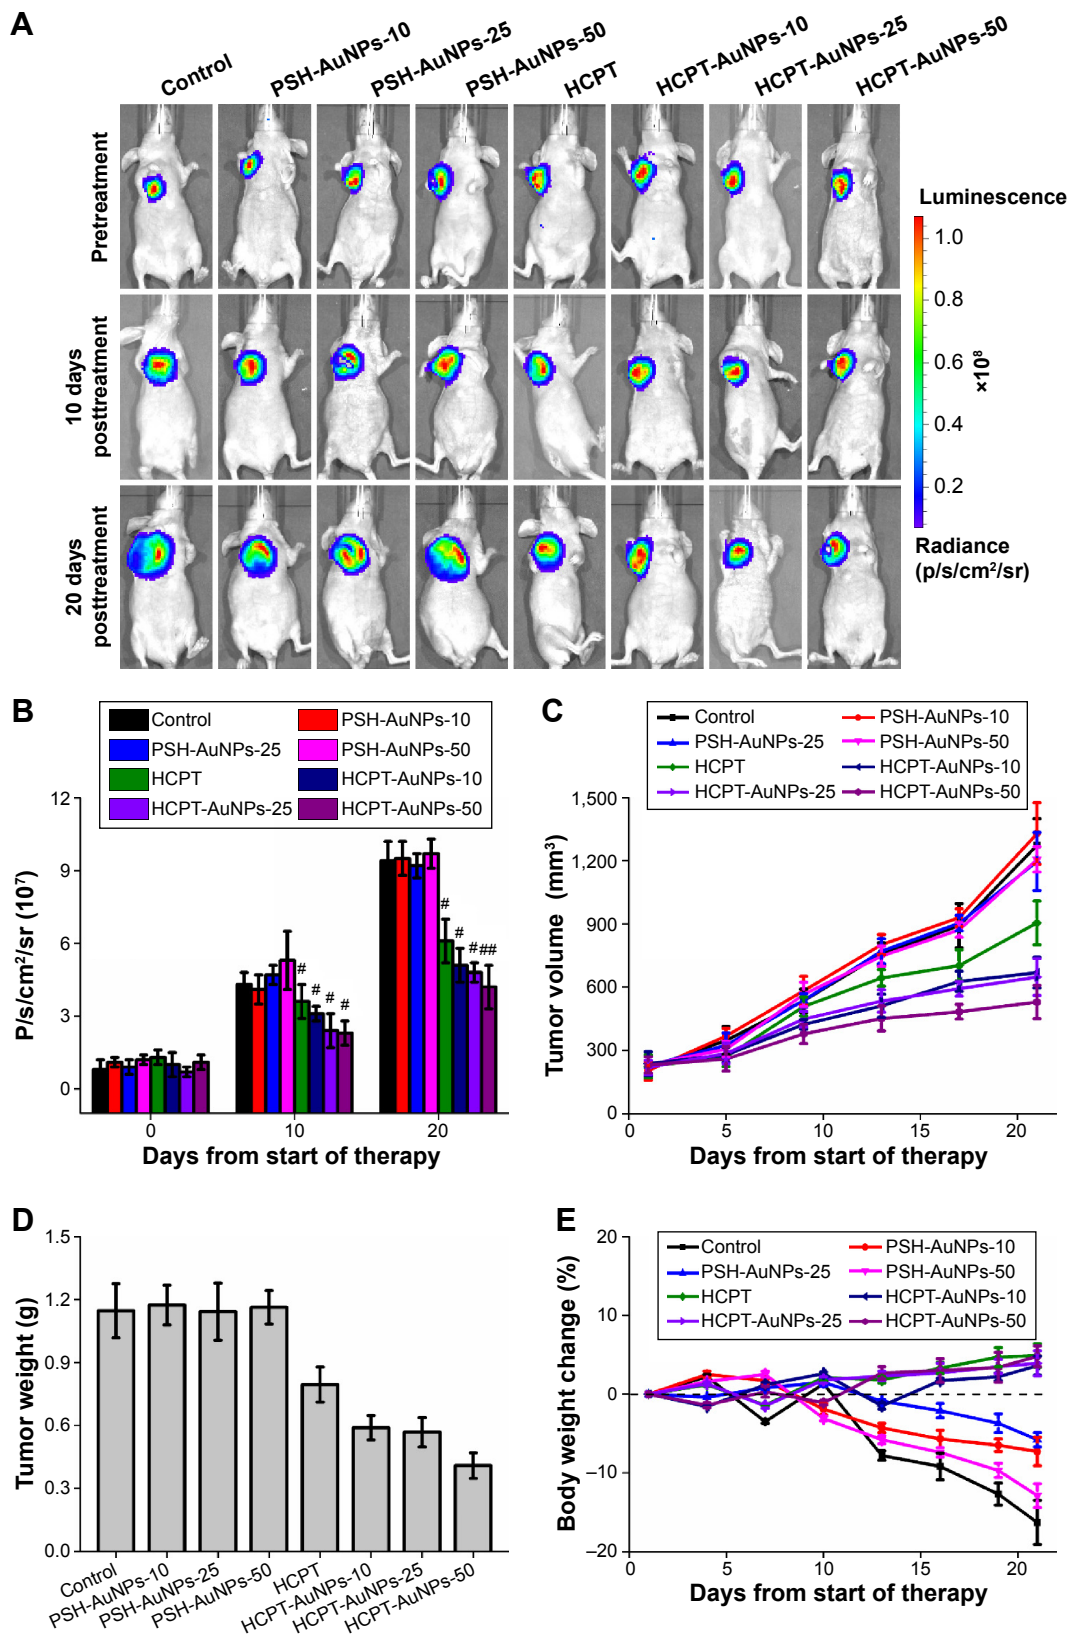 A
Control
PSH-AuNPs-10
PSH-AuNPs-25
PSH-AuNPs-50
HCPT
HCPT-AuNPs-10
HCPT-AuNPs-25
HCPT-AuNPs-50
Pretreatment
10 days
posttreatment
20 days
posttreatment
Luminescence
1.0
0.8
0.6
0.4
0.2
×10⁸
Radiance
(p/s/cm²/sr)
B
Control
PSH-AuNPs-10
PSH-AuNPs-25
PSH-AuNPs-50
HCPT
HCPT-AuNPs-10
HCPT-AuNPs-25
HCPT-AuNPs-50
P/s/cm²/sr (10⁷)
12
9
6
3
0
# # # #
# # # ##
0 10 20
Days from start of therapy
C
Control
PSH-AuNPs-10
PSH-AuNPs-25
PSH-AuNPs-50
HCPT
HCPT-AuNPs-10
HCPT-AuNPs-25
HCPT-AuNPs-50
Tumor volume (mm³)
1,500
1,200
900
600
300
0
0 5 10 15 20
Days from start of therapy
D
Tumor weight (g)
1.5
1.2
0.9
0.6
0.3
0.0
Control
PSH-AuNPs-10
PSH-AuNPs-25
PSH-AuNPs-50
HCPT
HCPT-AuNPs-10
HCPT-AuNPs-25
HCPT-AuNPs-50
E
Control
PSH-AuNPs-10
PSH-AuNPs-25
PSH-AuNPs-50
HCPT
HCPT-AuNPs-10
HCPT-AuNPs-25
HCPT-AuNPs-50
Body weight change (%)
20
10
0
–10
–20
0 5 10 15 20
Days from start of therapy